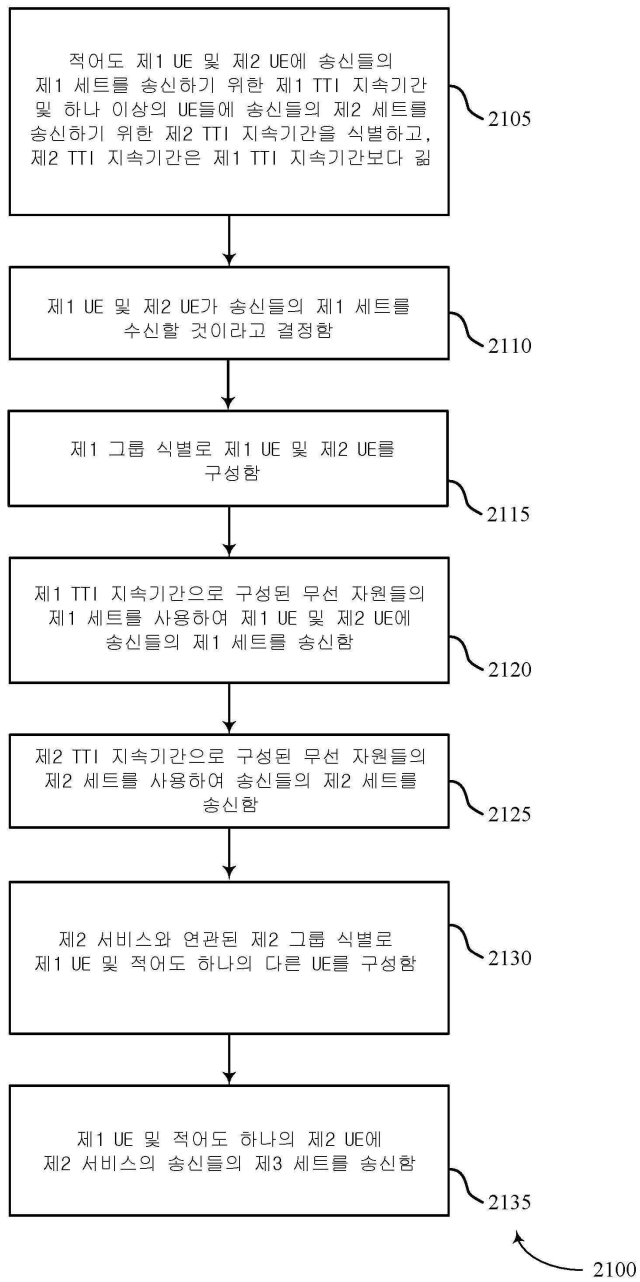 적어도 제1 UE 및 제2 UE에 송신들의
제1 세트를 송신하기 위한 제1 TTI 지속기간
및 하나 이상의 UE들에 송신들의 제2 세트를
송신하기 위한 제2 TTI 지속기간을 식별하고,
제2 TTI 지속기간은 제1 TTI 지속기간보다 긺
2105
제1 UE 및 제2 UE가 송신들의 제1 세트를
수신할 것이라고 결정함
2110
제1 그룹 식별로 제1 UE 및 제2 UE를
구성함
2115
제1 TTI 지속기간으로 구성된 무선 자원들의
제1 세트를 사용하여 제1 UE 및 제2 UE에
송신들의 제1 세트를 송신함
2120
제2 TTI 지속기간으로 구성된 무선 자원들의
제2 세트를 사용하여 송신들의 제2 세트를
송신함
2125
제2 서비스와 연관된 제2 그룹 식별로
제1 UE 및 적어도 하나의 다른 UE를 구성함
2130
제1 UE 및 적어도 하나의 제2 UE에
제2 서비스의 송신들의 제3 세트를 송신함
2135
2100